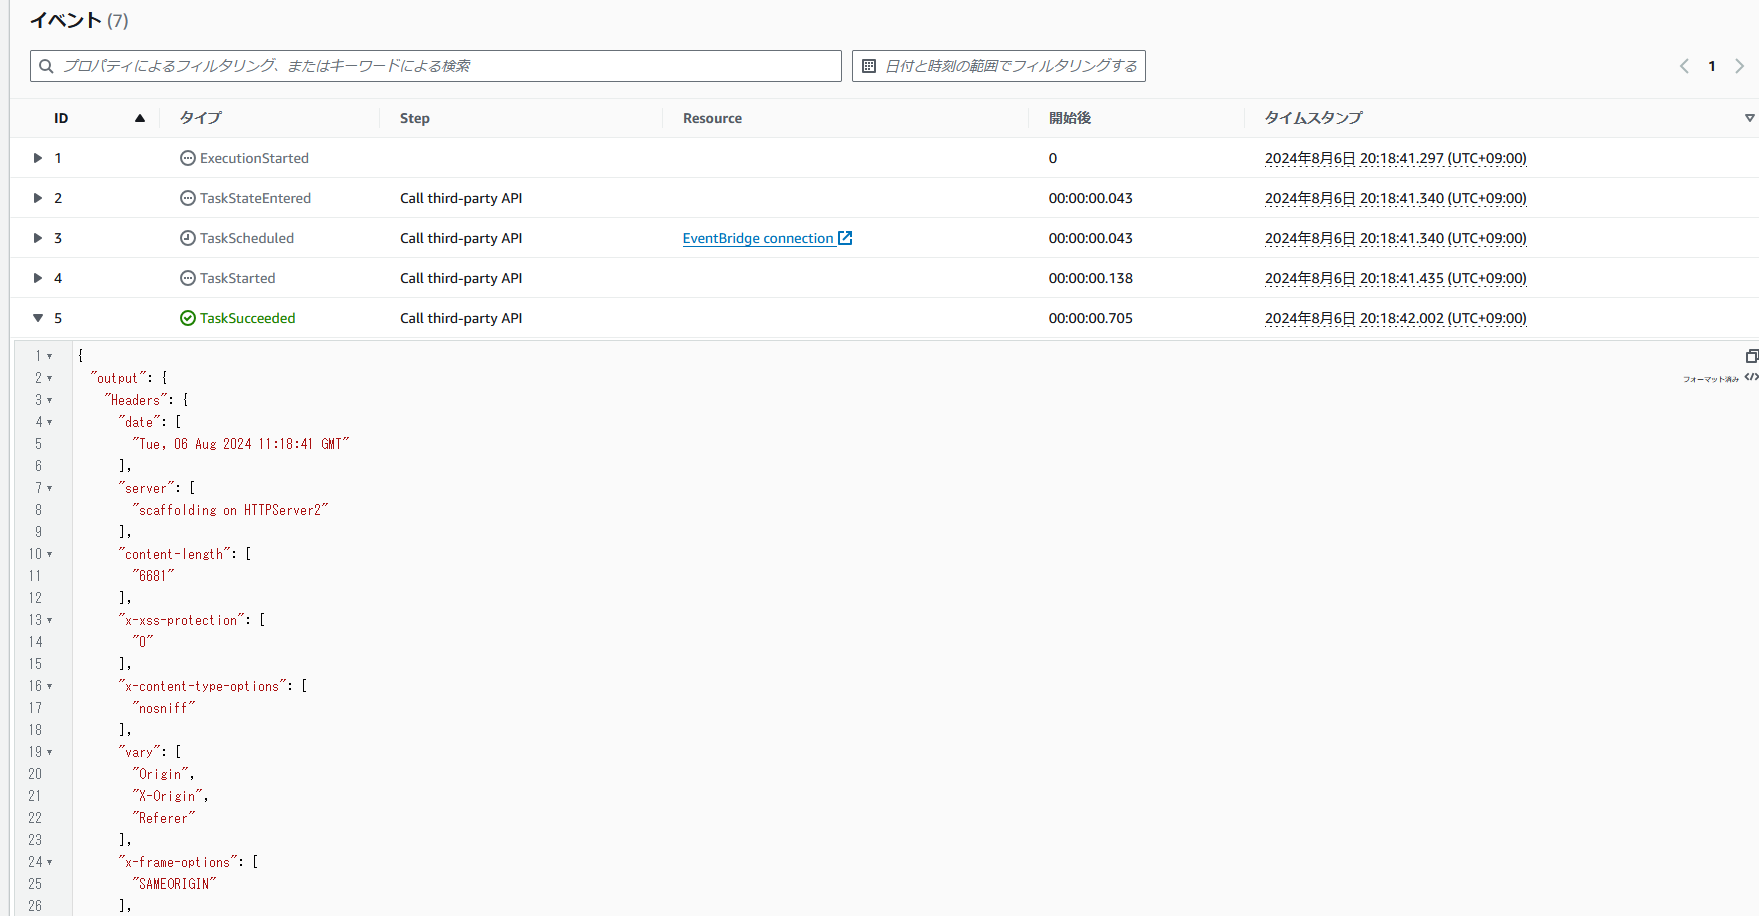 イベント (7)
プロパティによるフィルタリング、またはキーワードによる検索 日付と時刻の範囲でフィルタリングする 1
ID タイプ Step Resource 開始後 タイムスタンプ
1 ExecutionStarted 0 2024年8月6日 20:18:41.297 (UTC+09:00)
2 TaskStateEntered Call third-party API 00:00:00.043 2024年8月6日 20:18:41.340 (UTC+09:00)
3 TaskScheduled Call third-party API EventBridge connection 00:00:00.043 2024年8月6日 20:18:41.340 (UTC+09:00)
4 TaskStarted Call third-party API 00:00:00.138 2024年8月6日 20:18:41.435 (UTC+09:00)
5 TaskSucceeded Call third-party API 00:00:00.705 2024年8月6日 20:18:42.002 (UTC+09:00)
1 {
2 "output": {
フォーマット済み
3 "Headers": {
4 "date": [
5 "Tue, 06 Aug 2024 11:18:41 GMT"
6 ],
7 "server": [
8 "scaffolding on HTTPServer2"
9 ],
10 "content-length": [
11 "6681"
12 ],
13 "x-xss-protection": [
14 "0"
15 ],
16 "x-content-type-options": [
17 "nosniff"
18 ],
19 "vary": [
20 "Origin",
21 "X-Origin",
22 "Referer"
23 ],
24 "x-frame-options": [
25 "SAMEORIGIN"
26 ],